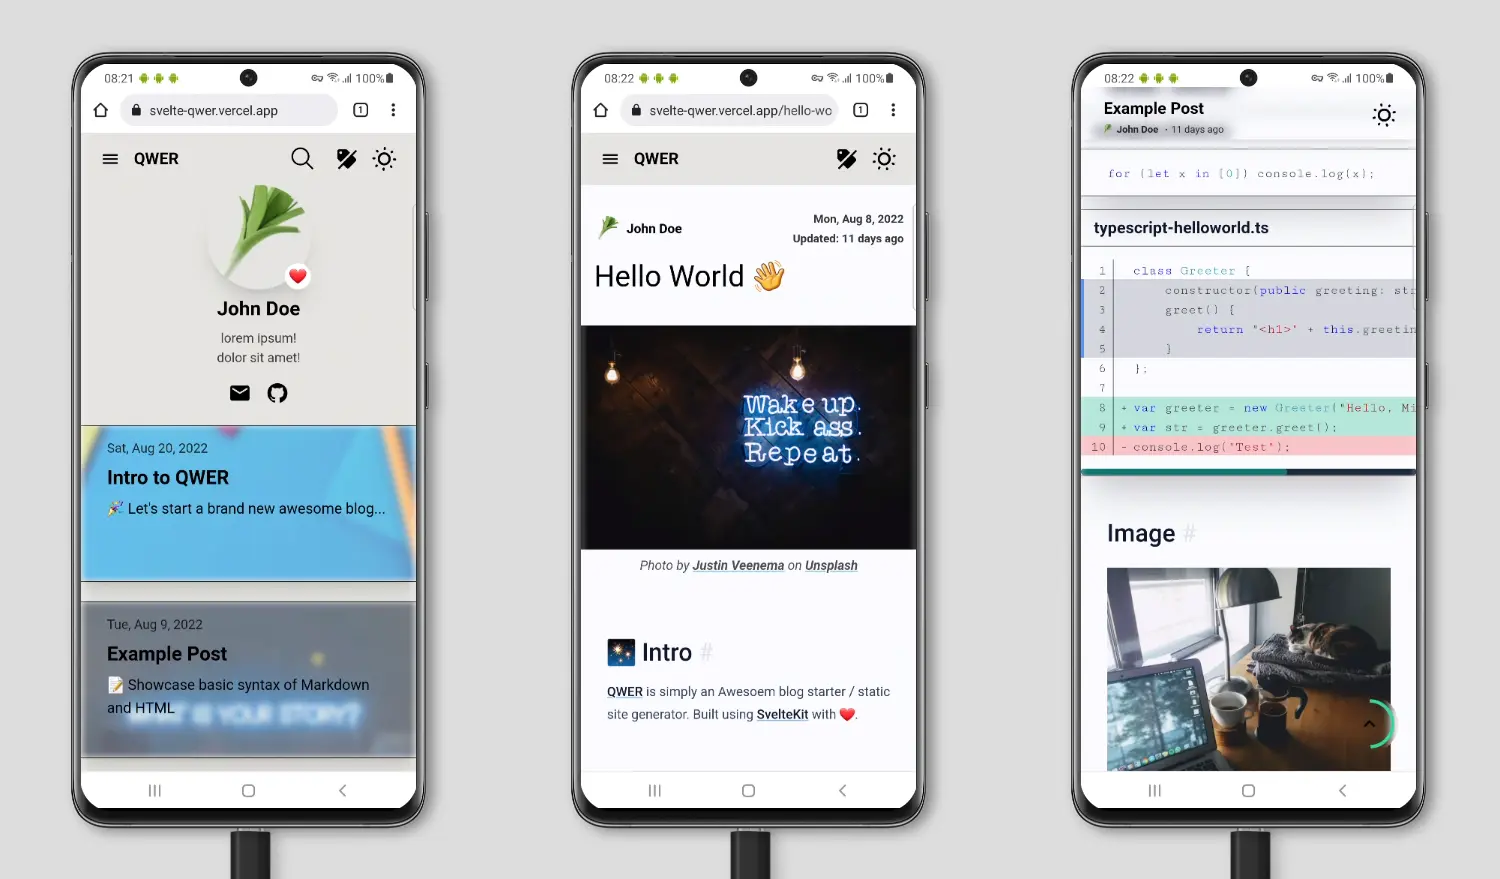 08:21 100%
svelte-qwer.vercel.app 1
QWER
John Doe
lorem ipsum!
dolor sit amet!
Sat, Aug 20, 2022
Intro to QWER
🎉 Let's start a brand new awesome blog...
Tue, Aug 9, 2022
Example Post
📝 Showcase basic syntax of Markdown
and HTML
IS YOUR STORY?
08:22 100%
svelte-qwer.vercel.app/hello-wo 1
QWER
John Doe
Mon, Aug 8, 2022
Updated: 11 days ago
Hello World 👋
Wake up.
Kick ass.
Repeat.
Photo by Justin Veenema on Unsplash
🎇 Intro #
QWER is simply an Awesoem blog starter / static
site generator. Built using SvelteKit with ❤️.
08:22 100%
Example Post
John Doe · 11 days ago
for (let x in [0]) console.log(x);
typescript-helloworld.ts
1 class Greeter {
2 constructor(public greeting: str
3 greet() {
4 return "<h1>" + this.greetin
5 }
6 };
7
8 + var greeter = new Greeter("Hello, Mi
9 + var str = greeter.greet();
10 - console.log('Test');
Image #